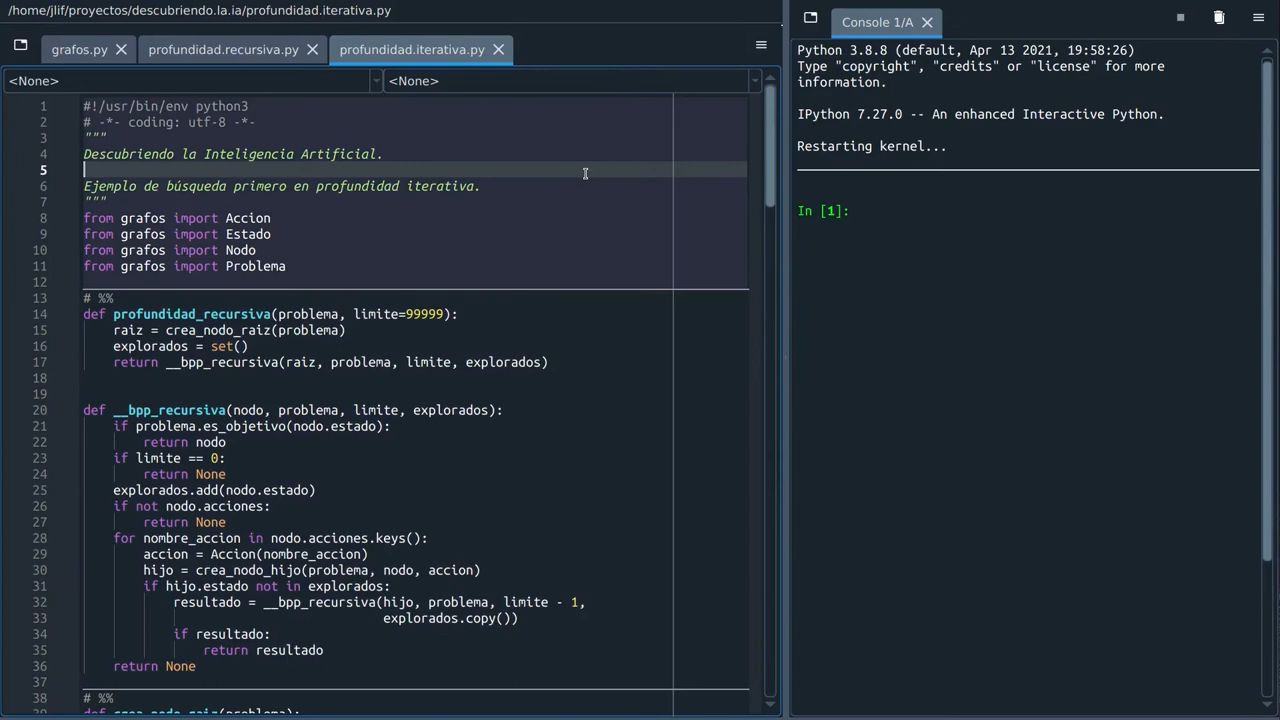 /home/jlif/proyectos/descubriendo.la.ia/profundidad.iterativa.py
grafos.py
profundidad.recursiva.py
profundidad.iterativa.py
<None>
<None>
1 #!/usr/bin/env python3
2 # -*- coding: utf-8 -*-
3 """
4 Descubriendo la Inteligencia Artificial.
5
6 Ejemplo de búsqueda primero en profundidad iterativa.
7 """
8 from grafos import Accion
9 from grafos import Estado
10 from grafos import Nodo
11 from grafos import Problema
12
13 # %%
14 def profundidad_recursiva(problema, limite=99999):
15     raiz = crea_nodo_raiz(problema)
16     explorados = set()
17     return __bpp_recursiva(raiz, problema, limite, explorados)
18
19
20 def __bpp_recursiva(nodo, problema, limite, explorados):
21     if problema.es_objetivo(nodo.estado):
22         return nodo
23     if limite == 0:
24         return None
25     explorados.add(nodo.estado)
26     if not nodo.acciones:
27         return None
28     for nombre_accion in nodo.acciones.keys():
29         accion = Accion(nombre_accion)
30         hijo = crea_nodo_hijo(problema, nodo, accion)
31         if hijo.estado not in explorados:
32             resultado = __bpp_recursiva(hijo, problema, limite - 1,
33                                         explorados.copy())
34             if resultado:
35                 return resultado
36     return None
37
38 # %%
def crea_nodo_raiz(problema):
Console 1/A
Python 3.8.8 (default, Apr 13 2021, 19:58:26)
Type "copyright", "credits" or "license" for more
information.
IPython 7.27.0 -- An enhanced Interactive Python.
Restarting kernel...
In [1]: